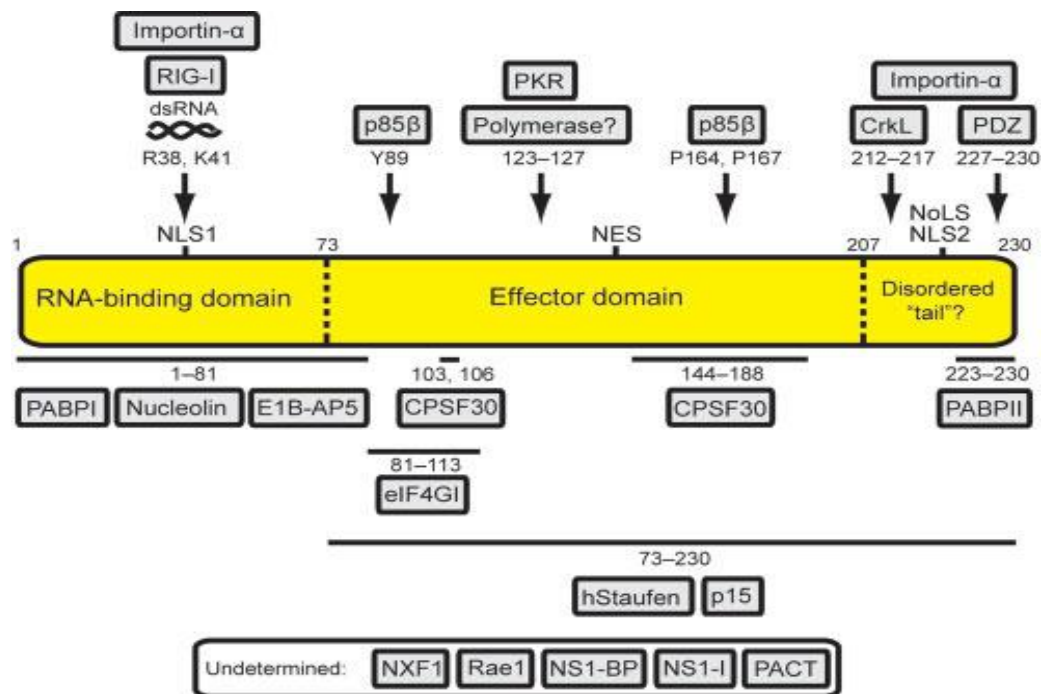 Importin-α
RIG-I
dsRNA
R38, K41
p85β
Y89
PKR
Polymerase?
123–127
p85β
P164, P167
Importin-α
CrkL PDZ
212–217 227–230
1 NLS1 73 NES 207 NoLS 230
NLS2
RNA-binding domain
Effector domain
Disordered
"tail"?
1–81
PABPI Nucleolin E1B-AP5
103, 106
CPSF30
144–188
CPSF30
223–230
PABPII
81–113
eIF4GI
73–230
hStaufen p15
Undetermined: NXF1 Rae1 NS1-BP NS1-I PACT